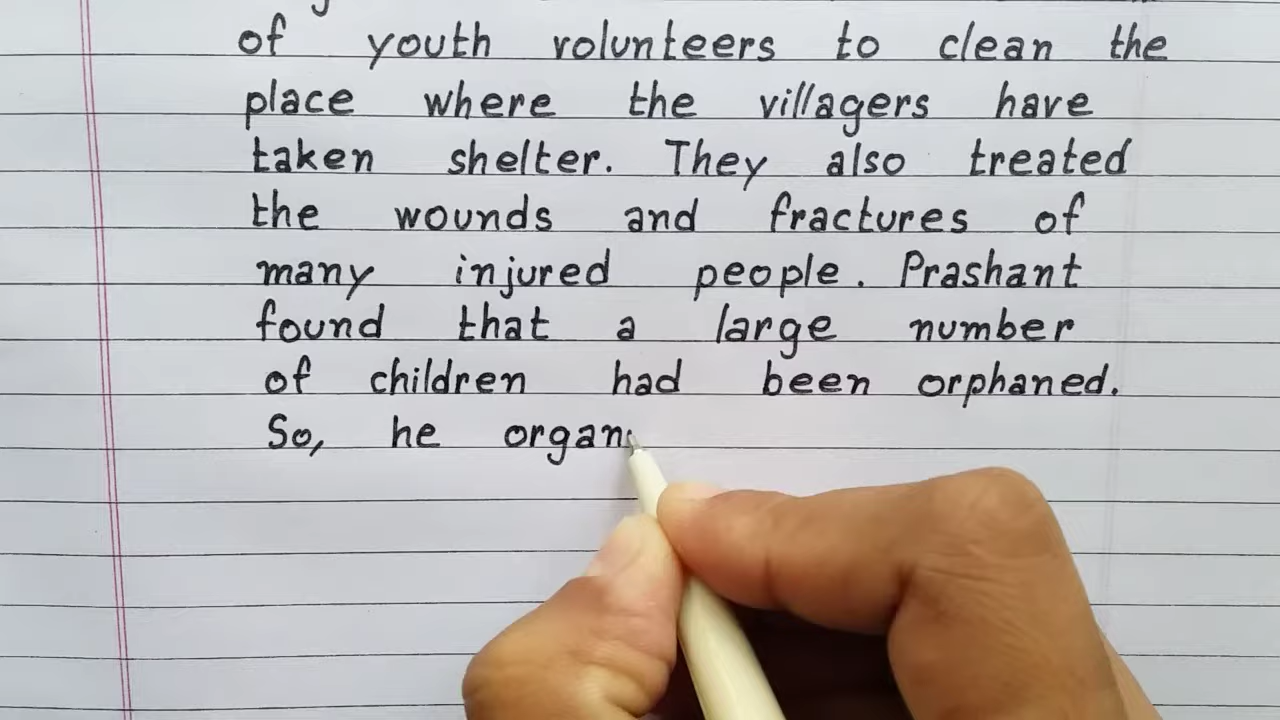 of youth volunteers to clean the
place where the villagers have
taken shelter. They also treated
the wounds and fractures of
many injured people. Prashant
found that a large number
of children had been orphaned.
So, he organ